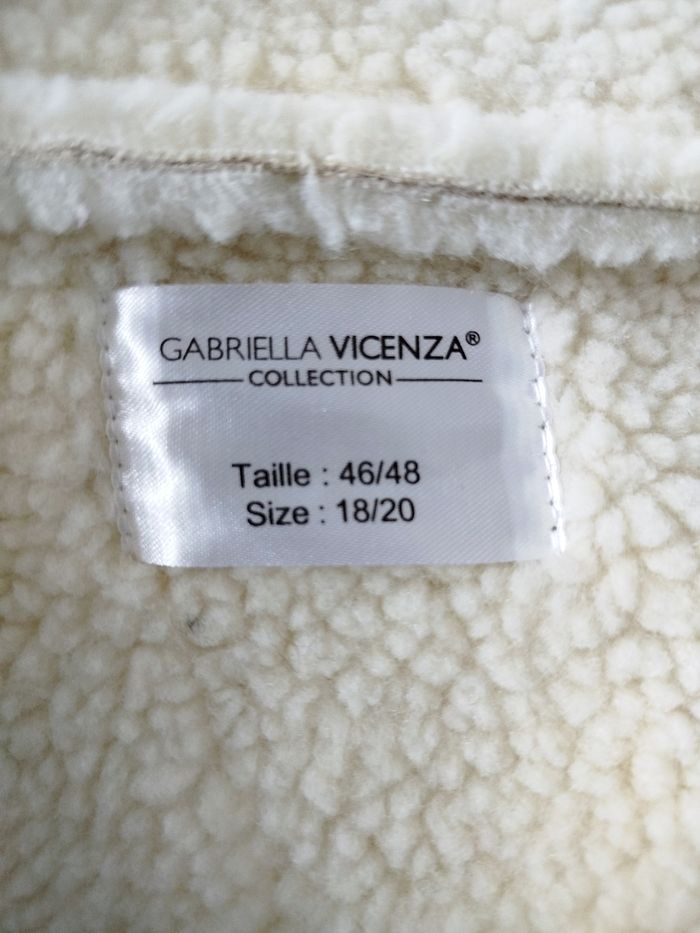 GABRIELLA VICENZA®
COLLECTION
Taille : 46/48
Size : 18/20